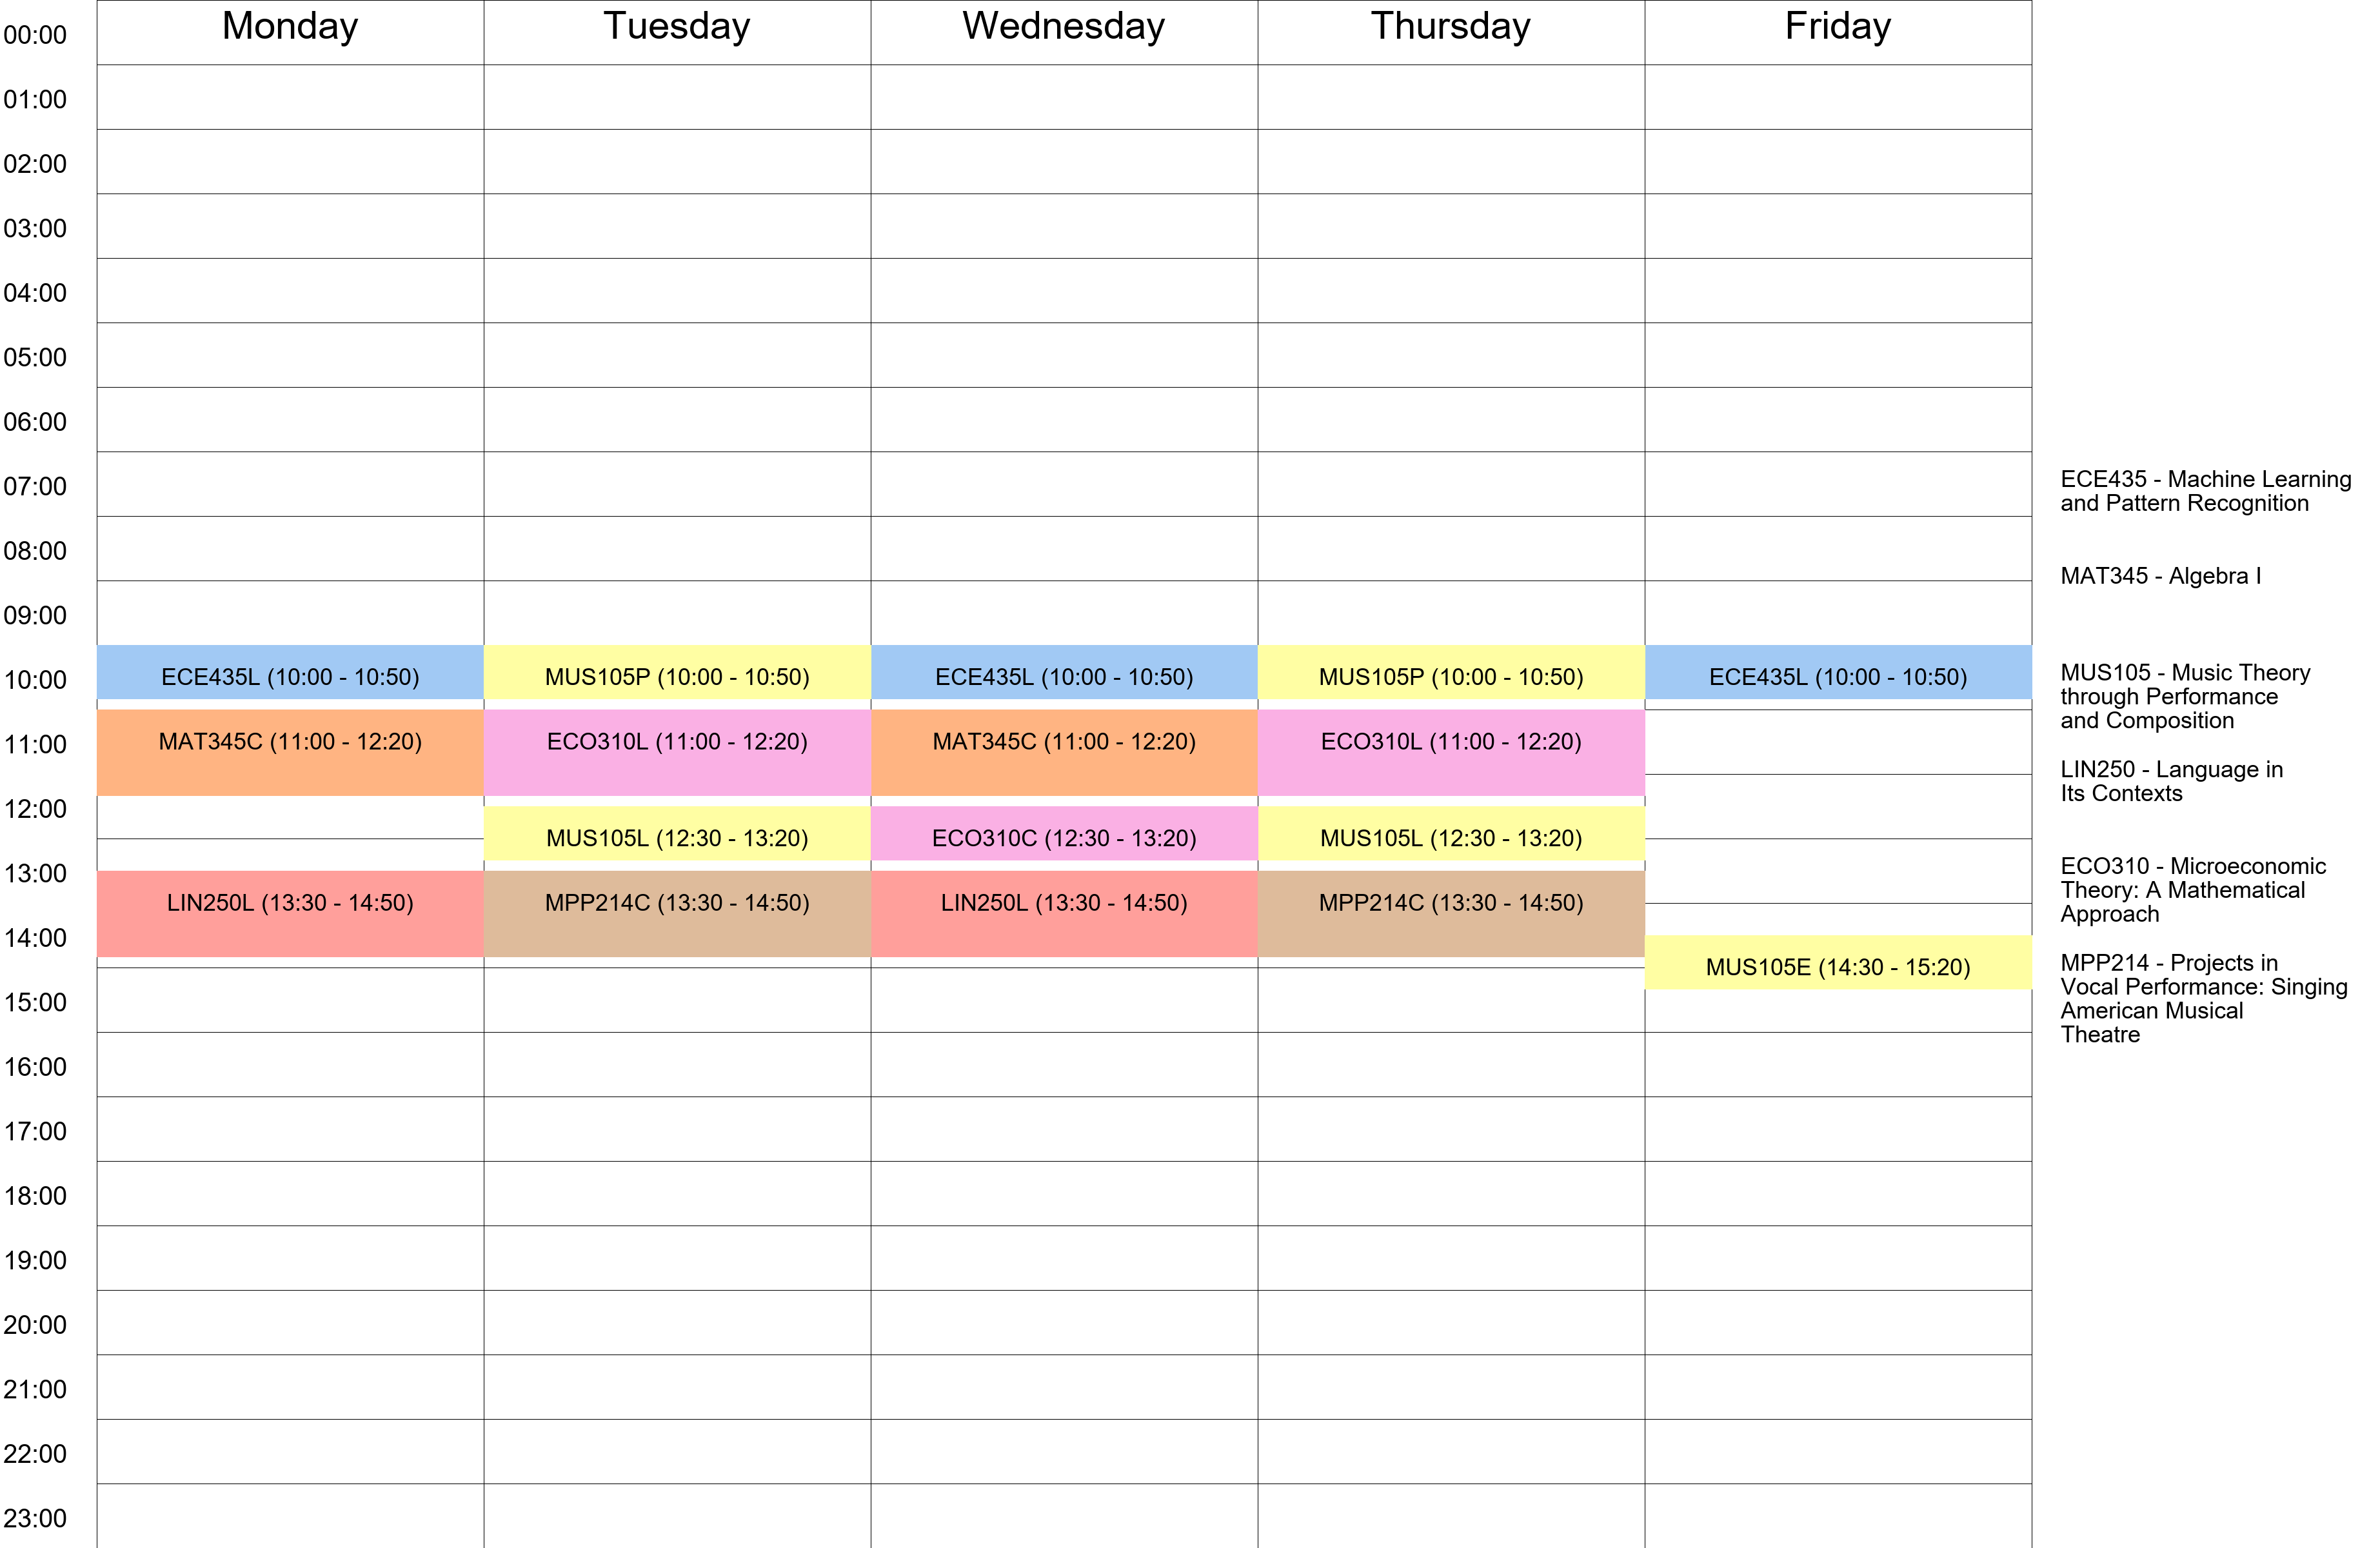 Monday
Tuesday
Wednesday
Thursday
Friday
00:00
01:00
02:00
03:00
04:00
05:00
06:00
07:00
08:00
09:00
10:00
11:00
12:00
13:00
14:00
15:00
16:00
17:00
18:00
19:00
20:00
21:00
22:00
23:00
ECE435L (10:00 - 10:50)
MAT345C (11:00 - 12:20)
LIN250L (13:30 - 14:50)
MUS105P (10:00 - 10:50)
ECO310L (11:00 - 12:20)
MUS105L (12:30 - 13:20)
MPP214C (13:30 - 14:50)
ECE435L (10:00 - 10:50)
MAT345C (11:00 - 12:20)
ECO310C (12:30 - 13:20)
LIN250L (13:30 - 14:50)
MUS105P (10:00 - 10:50)
ECO310L (11:00 - 12:20)
MUS105L (12:30 - 13:20)
MPP214C (13:30 - 14:50)
ECE435L (10:00 - 10:50)
MUS105E (14:30 - 15:20)
ECE435 - Machine Learning
and Pattern Recognition
MAT345 - Algebra I
MUS105 - Music Theory
through Performance
and Composition
LIN250 - Language in
Its Contexts
ECO310 - Microeconomic
Theory: A Mathematical
Approach
MPP214 - Projects in
Vocal Performance: Singing
American Musical
Theatre